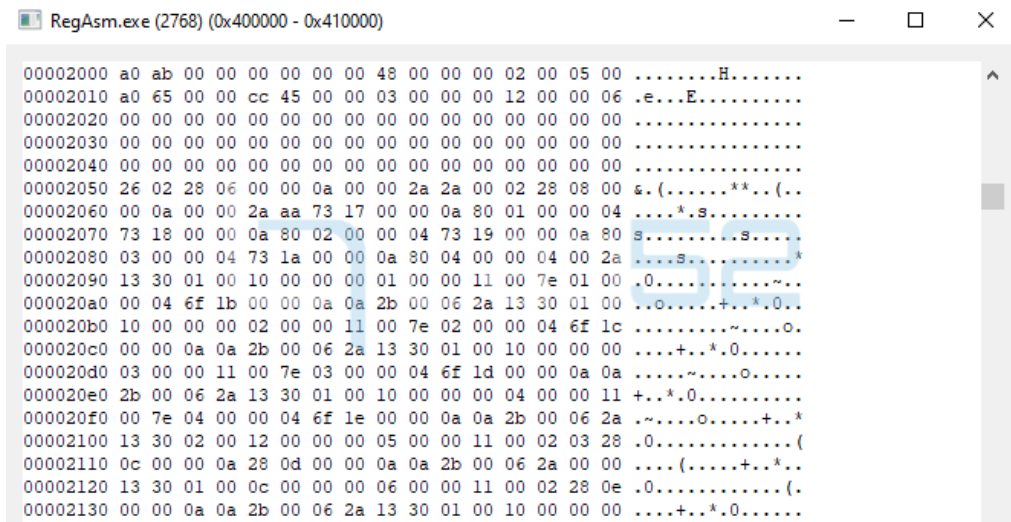 RegAsm.exe (2768) (0x400000 - 0x410000)
00002000 a0 ab 00 00 00 00 00 00 48 00 00 00 02 00 05 00 ........H.......
00002010 a0 65 00 00 cc 45 00 00 03 00 00 00 12 00 00 06 .e...E..........
00002020 00 00 00 00 00 00 00 00 00 00 00 00 00 00 00 00 ................
00002030 00 00 00 00 00 00 00 00 00 00 00 00 00 00 00 00 ................
00002040 00 00 00 00 00 00 00 00 00 00 00 00 00 00 00 00 ................
00002050 26 02 28 06 00 00 0a 00 00 2a 2a 00 02 28 08 00 &.(......**..(..
00002060 00 0a 00 00 2a aa 73 17 00 00 0a 80 01 00 00 04 ....*.s.........
00002070 73 18 00 00 0a 80 02 00 00 04 73 19 00 00 0a 80 s.........s.....
00002080 03 00 00 04 73 1a 00 00 0a 80 04 00 00 04 00 2a ....s..........*
00002090 13 30 01 00 10 00 00 00 01 00 00 11 00 7e 01 00 .0...........~..
000020a0 00 04 6f 1b 00 00 0a 0a 2b 00 06 2a 13 30 01 00 ..o.....+..*.0..
000020b0 10 00 00 00 02 00 00 11 00 7e 02 00 00 04 6f 1c .........~....o.
000020c0 00 00 0a 0a 2b 00 06 2a 13 30 01 00 10 00 00 00 ....+..*.0......
000020d0 03 00 00 11 00 7e 03 00 00 04 6f 1d 00 00 0a 0a .....~....o.....
000020e0 2b 00 06 2a 13 30 01 00 10 00 00 00 04 00 00 11 +..*.0..........
000020f0 00 7e 04 00 00 04 6f 1e 00 00 0a 0a 2b 00 06 2a .~....o.....+..*
00002100 13 30 02 00 12 00 00 00 05 00 00 11 00 02 03 28 .0.............(
00002110 0c 00 00 0a 28 0d 00 00 0a 0a 2b 00 06 2a 00 00 ....(.....+..*..
00002120 13 30 01 00 0c 00 00 00 06 00 00 11 00 02 28 0e .0............(.
00002130 00 00 0a 0a 2b 00 06 2a 13 30 01 00 10 00 00 00 ....+..*.0......
52